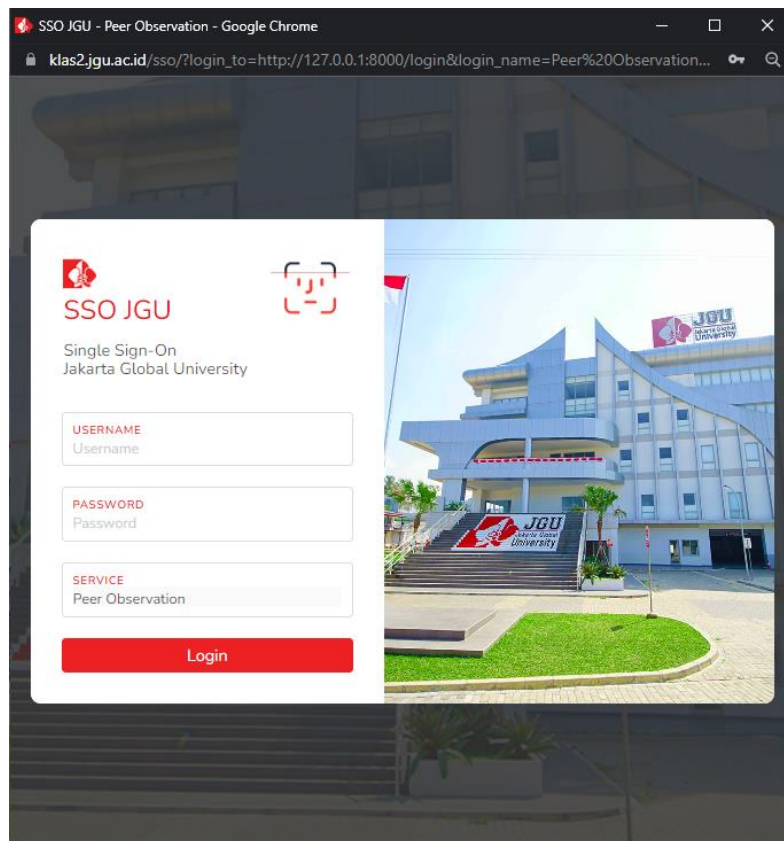 SSO JGU - Peer Observation - Google Chrome
klas2.jgu.ac.id/sso/?login_to=http://127.0.0.1:8000/login&login_name=Peer%20Observation...
SSO JGU
Single Sign-On
Jakarta Global University
USERNAME
Username
PASSWORD
Password
SERVICE
Peer Observation
Login
JGU
Jakarta Global
University
JGU
Jakarta Global
University